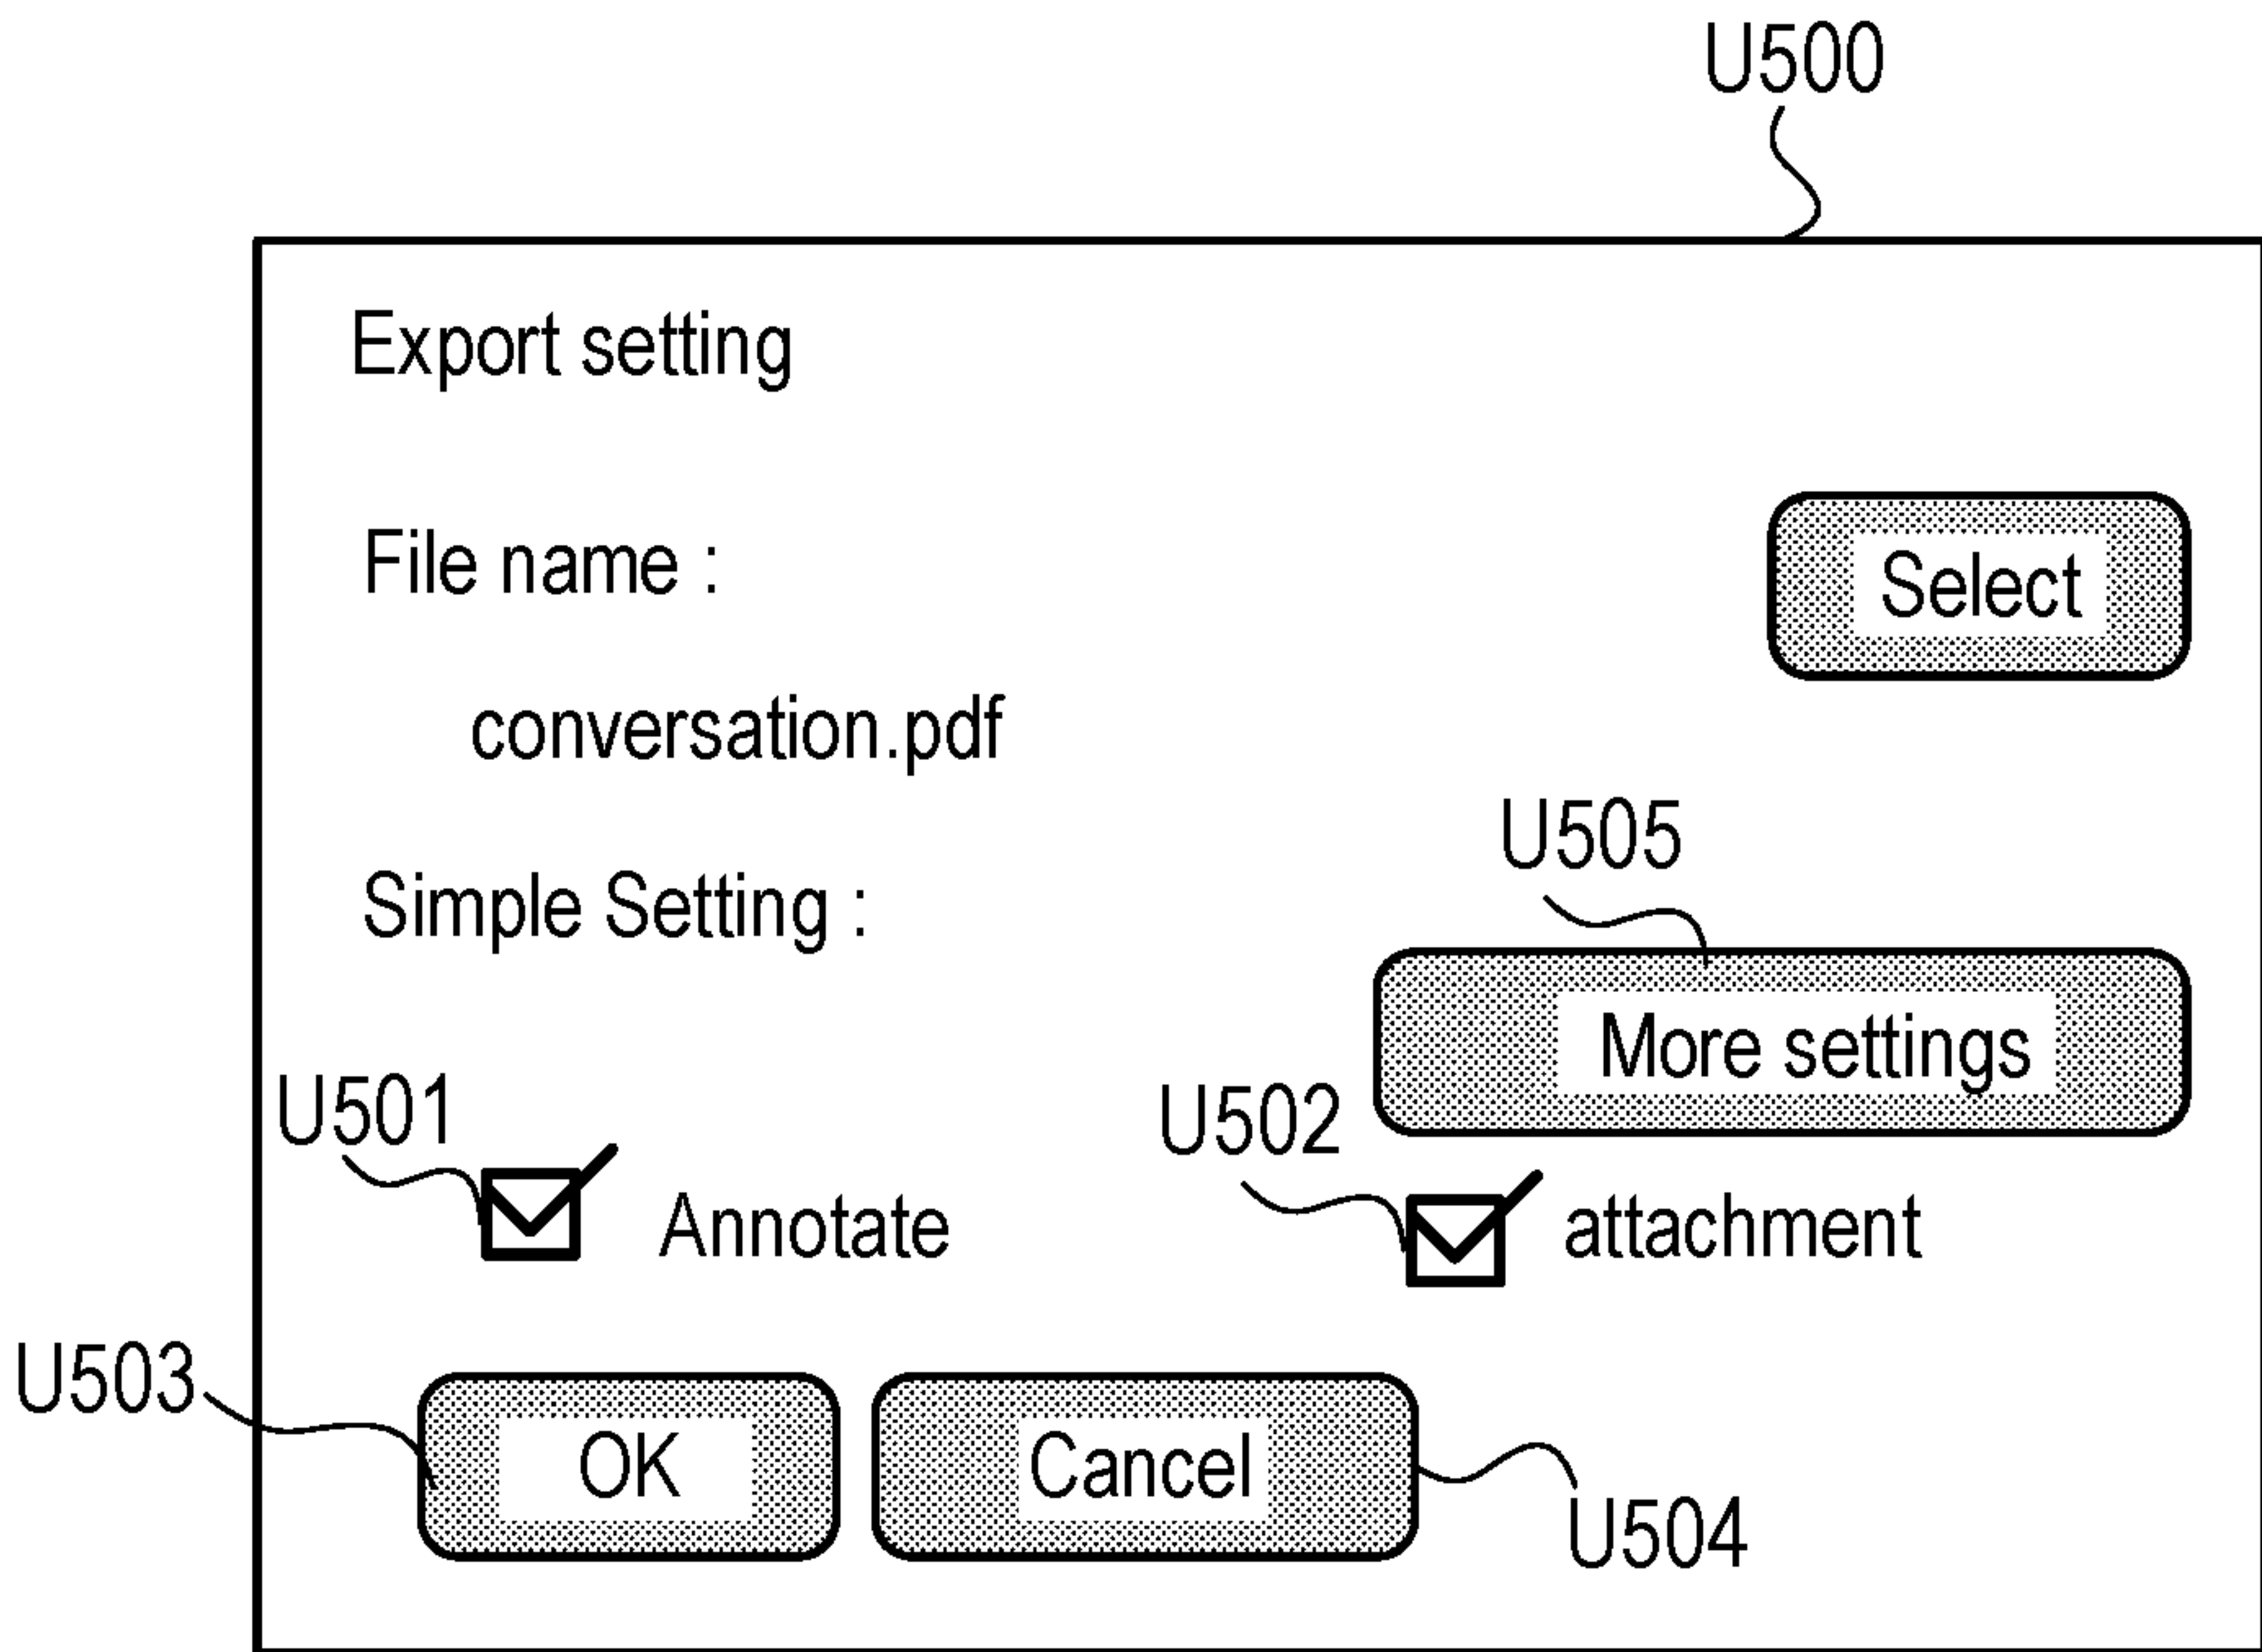 U500
Export setting
File name :
Select
conversation.pdf
U505
Simple Setting :
More settings
U501
U502
Annotate
attachment
U503
OK
Cancel
U504